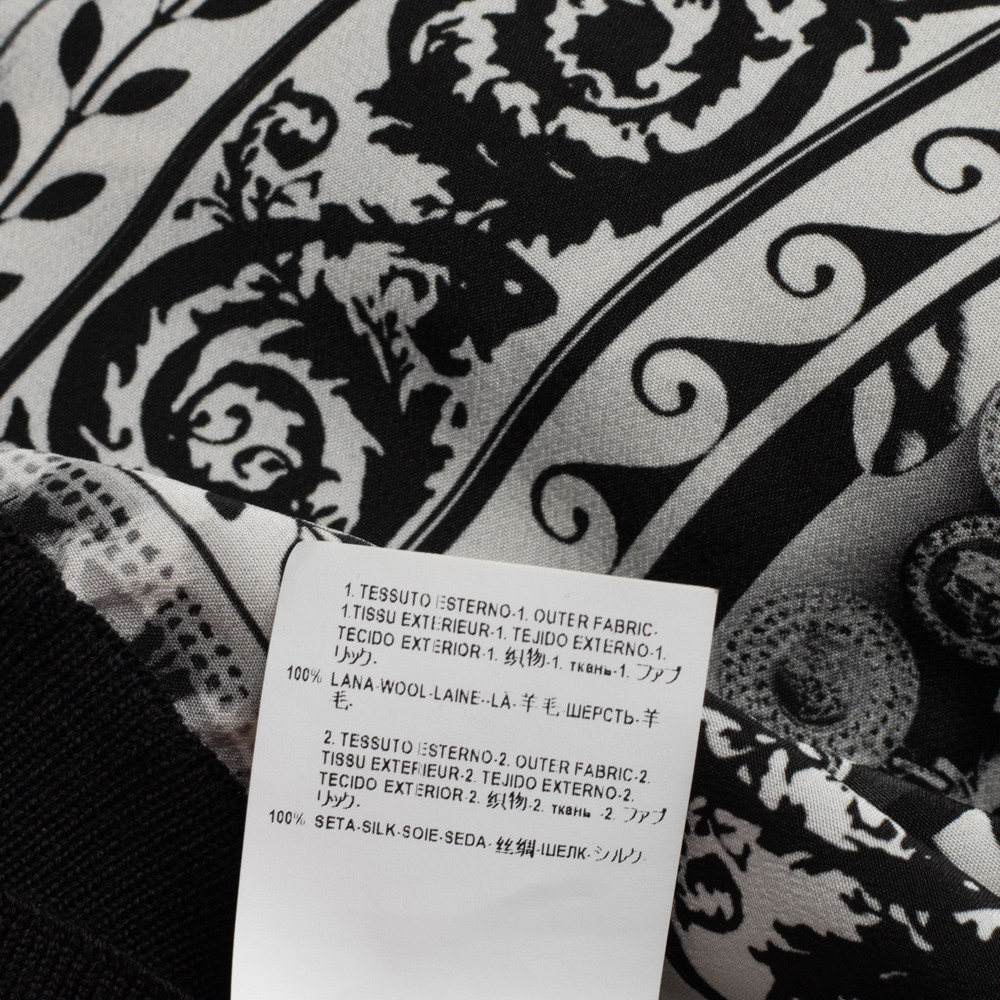 1. TESSUTO ESTERNO-1. OUTER FABRIC-
1.TISSU EXTERIEUR-1. TEJIDO EXTERNO-1.
TECIDO EXTERIOR-1. 织物-1. ткань-1. ファブ
リック.
100% LANA-WOOL-LAINE--LÀ-羊毛-ШЕРСТЬ-羊
毛.
2. TESSUTO ESTERNO-2. OUTER FABRIC-2.
TISSU EXTERIEUR-2. TEJIDO EXTERNO-2.
TECIDO EXTERIOR-2. 织物-2. ткань -2. ファブ
リック.
100% SETA-SILK-SOIE-SEDA-丝绸-ШЕЛК-シルク.